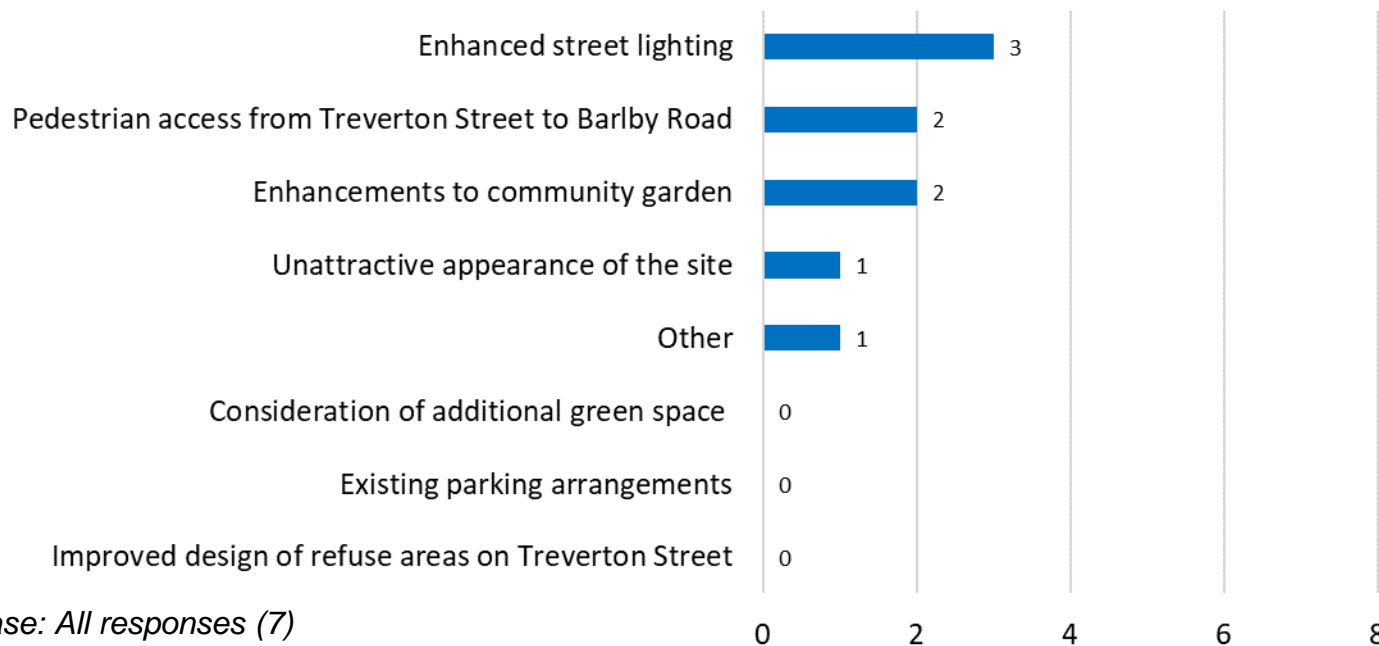 Enhanced street lighting 3
Pedestrian access from Treverton Street to Barlby Road 2
Enhancements to community garden 2
Unattractive appearance of the site 1
Other 1
Consideration of additional green space 0
Existing parking arrangements 0
Improved design of refuse areas on Treverton Street 0
All responses (7)
0 2 4 6 8